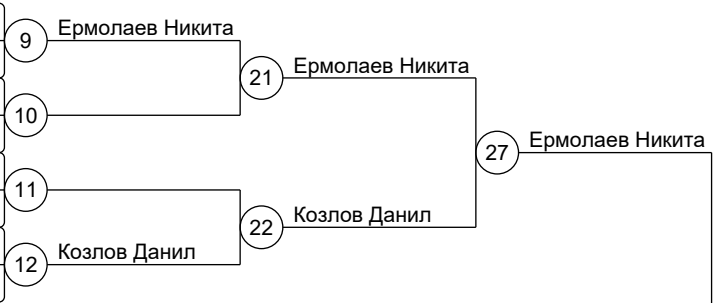 9 Ермолаев Никита
21 Ермолаев Никита
10
27 Ермолаев Никита
11
22 Козлов Данил
12 Козлов Данил